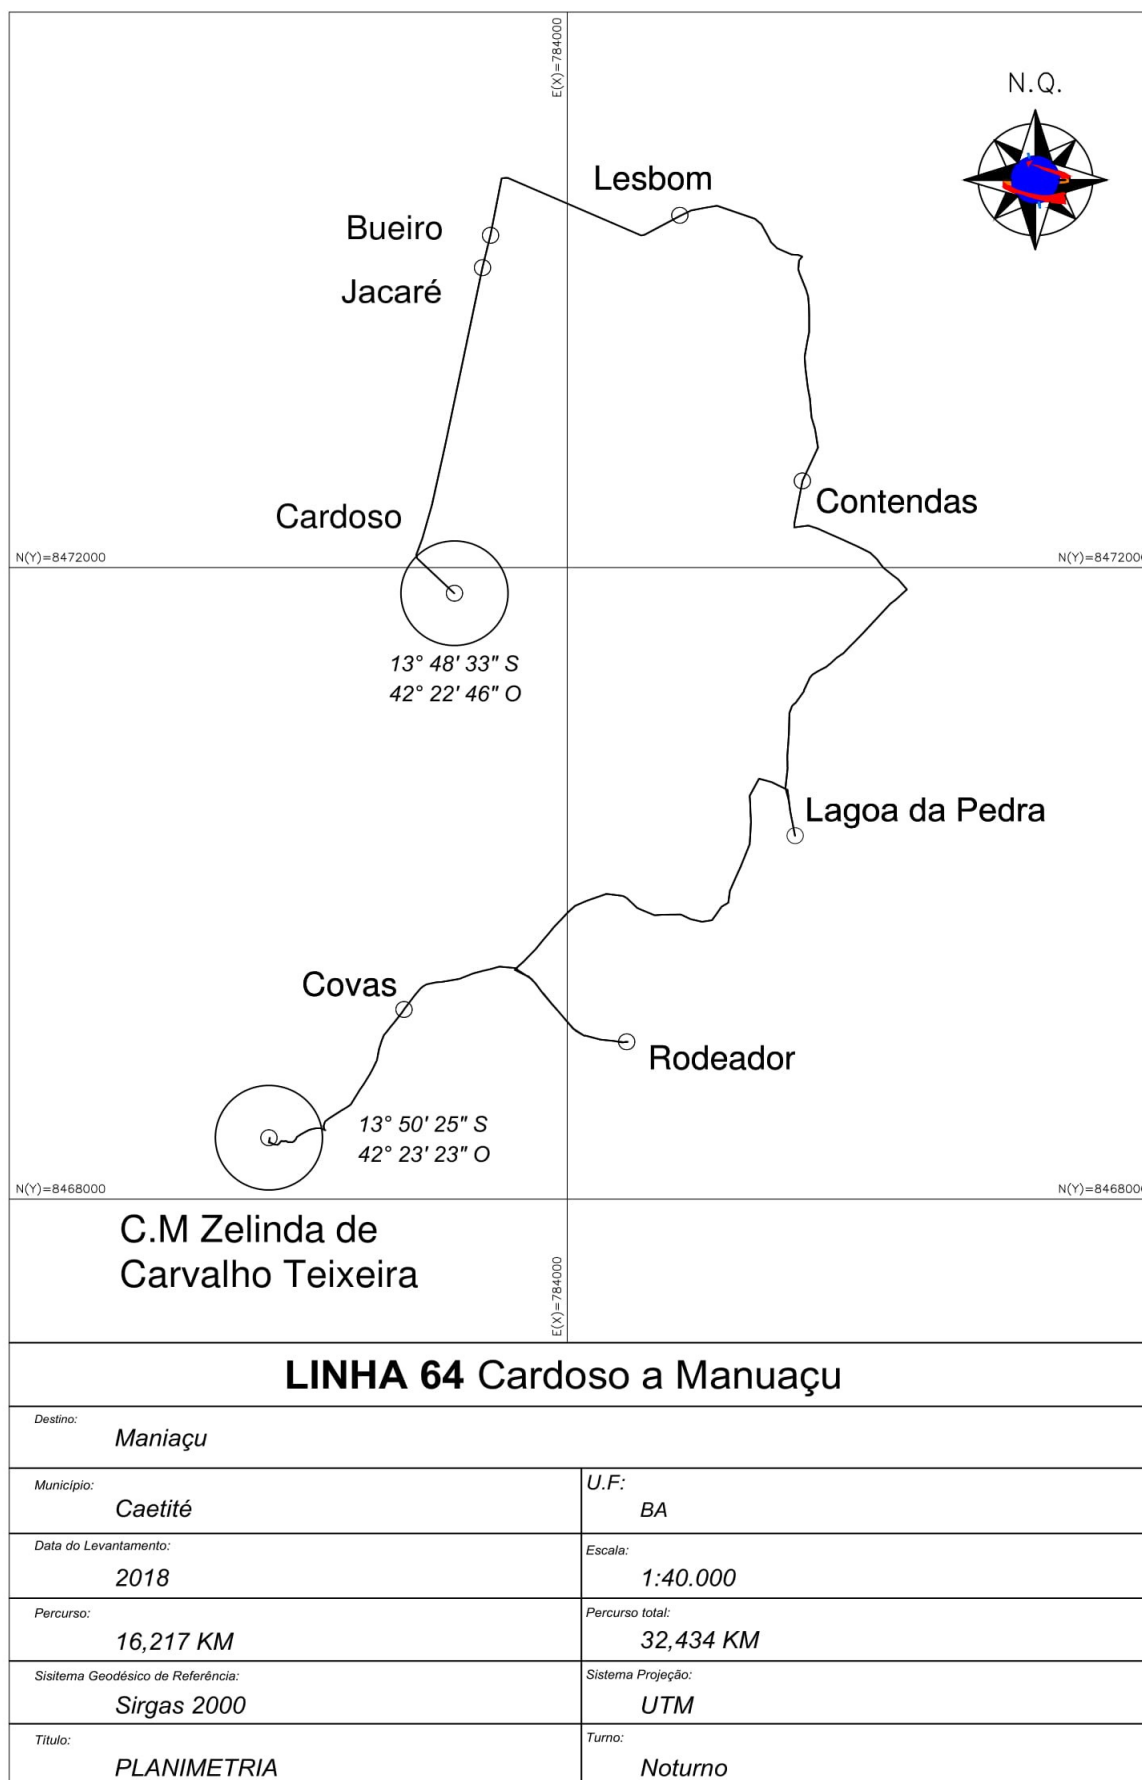 E(X)=784000
N.Q.
Lesbom
Bueiro
Jacaré
Contendas
Cardoso
N(Y)=8472000
N(Y)=847200
13° 48' 33" S
42° 22' 46" O
Lagoa da Pedra
Covas
Rodeador
13° 50' 25" S
42° 23' 23" O
N(Y)=8468000
N(Y)=846800
C.M Zelinda de
Carvalho Teixeira
E(X)=784000
LINHA 64 Cardoso a Manuaçu
Destino:
Maniaçu
Município:
Caetité
U.F:
BA
Data do Levantamento:
2018
Escala:
1:40.000
Percurso:
16,217 KM
Percurso total:
32,434 KM
Sisitema Geodésico de Referência:
Sirgas 2000
Sistema Projeção:
UTM
Título:
PLANIMETRIA
Turno:
Noturno